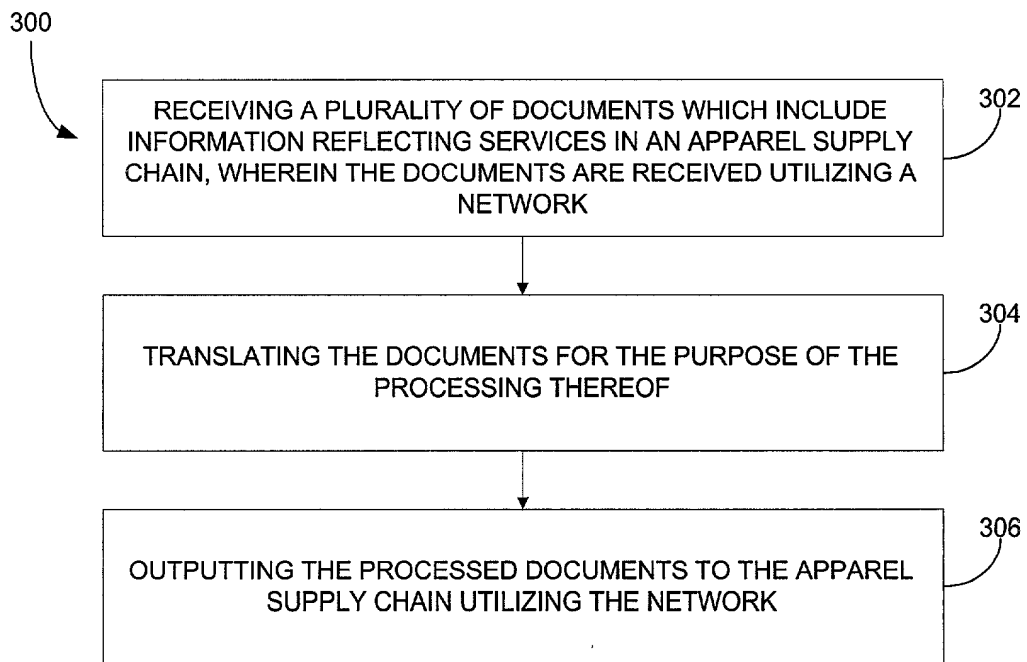 300
RECEIVING A PLURALITY OF DOCUMENTS WHICH INCLUDE
INFORMATION REFLECTING SERVICES IN AN APPAREL SUPPLY
CHAIN, WHEREIN THE DOCUMENTS ARE RECEIVED UTILIZING A
NETWORK
302
TRANSLATING THE DOCUMENTS FOR THE PURPOSE OF THE
PROCESSING THEREOF
304
OUTPUTTING THE PROCESSED DOCUMENTS TO THE APPAREL
SUPPLY CHAIN UTILIZING THE NETWORK
306